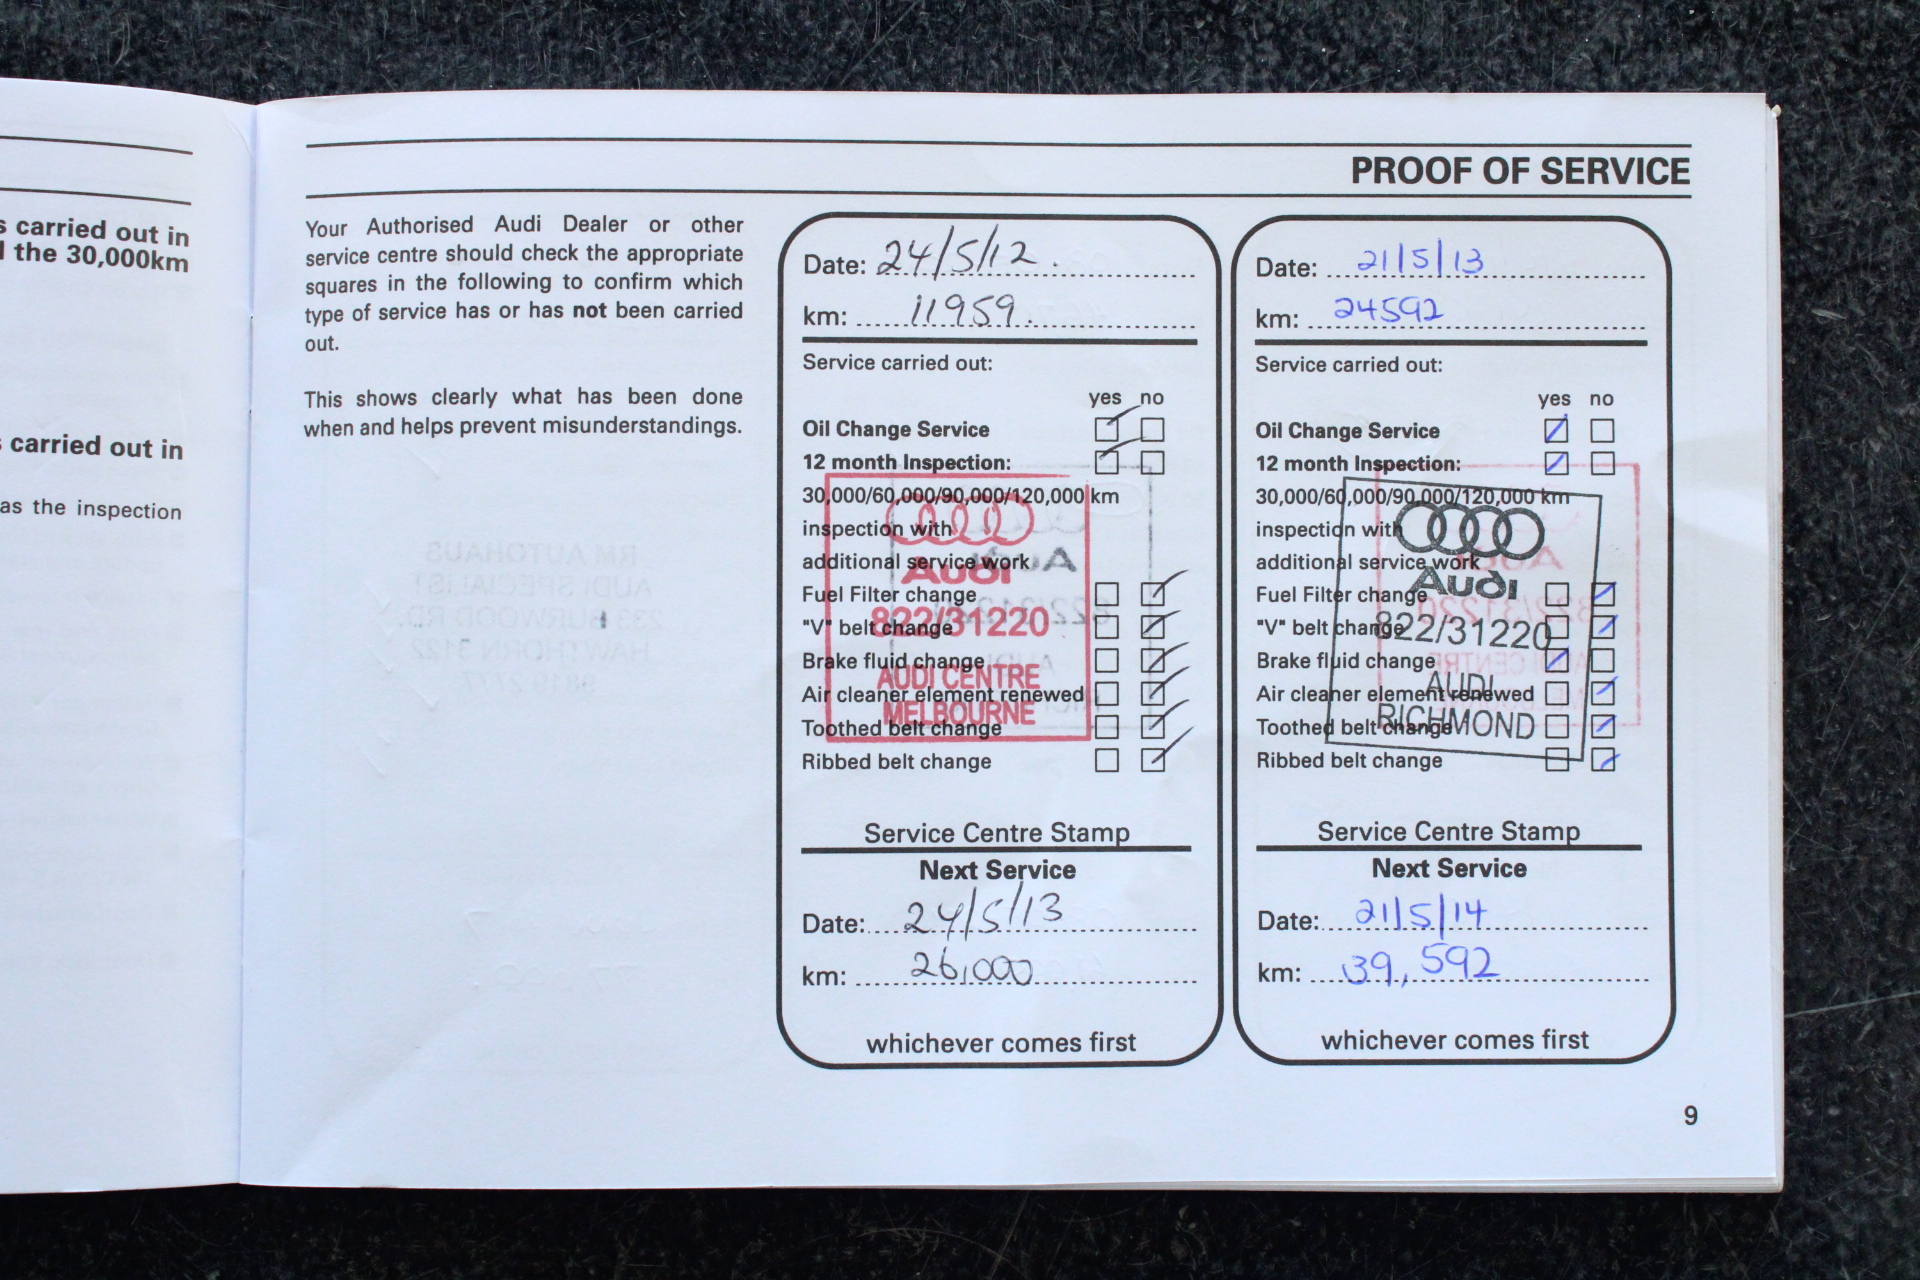 s carried out in
l the 30,000km
s carried out in
as the inspection
PROOF OF SERVICE
Your Authorised Audi Dealer or other
service centre should check the appropriate
squares in the following to confirm which
type of service has or has not been carried
out.
This shows clearly what has been done
when and helps prevent misunderstandings.
Date: 24/5/12.
km: 11959.
Service carried out:
yes no
Oil Change Service
12 month Inspection:
30,000/60,000/90,000/120,000 km
inspection with
additional service work
Fuel Filter change
"V" belt change
Brake fluid change
Air cleaner element renewed
Toothed belt change
Ribbed belt change
Audi
822/31220
AUDI CENTRE
MELBOURNE
Service Centre Stamp
Next Service
Date: 24/5/13
km: 26,000
whichever comes first
Date: 21/5/13
km: 24592
Service carried out:
yes no
Oil Change Service
12 month Inspection:
30,000/60,000/90,000/120,000 km
inspection with
additional service work
Fuel Filter change
"V" belt change
Brake fluid change
Air cleaner element renewed
Toothed belt change
Ribbed belt change
Audi
822/31220
AUDI
RICHMOND
Service Centre Stamp
Next Service
Date: 21/5/14
km: 39,592
whichever comes first
9